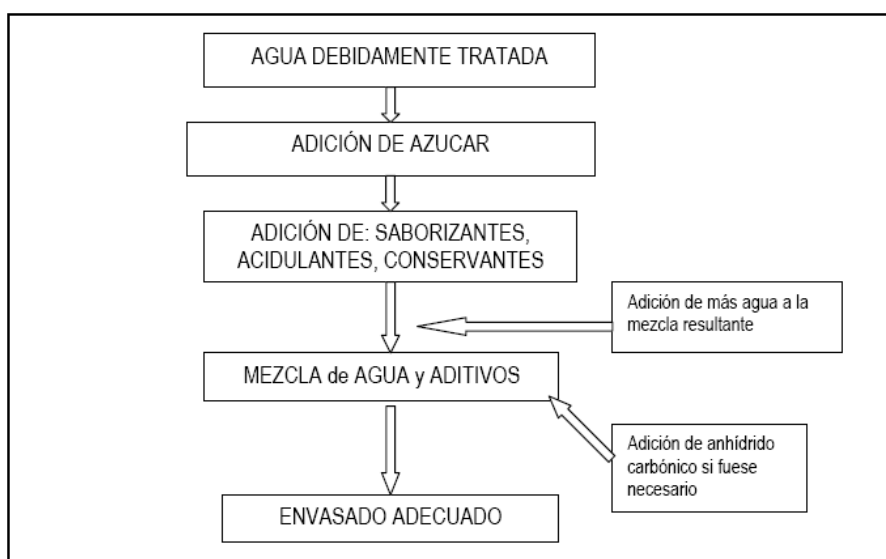 AGUA DEBIDAMENTE TRATADA
ADICIÓN DE AZUCAR
ADICIÓN DE: SABORIZANTES,
ACIDULANTES, CONSERVANTES
Adición de más agua a la
mezcla resultante
MEZCLA de AGUA y ADITIVOS
Adición de anhídrido
carbónico si fuese
necesario
ENVASADO ADECUADO